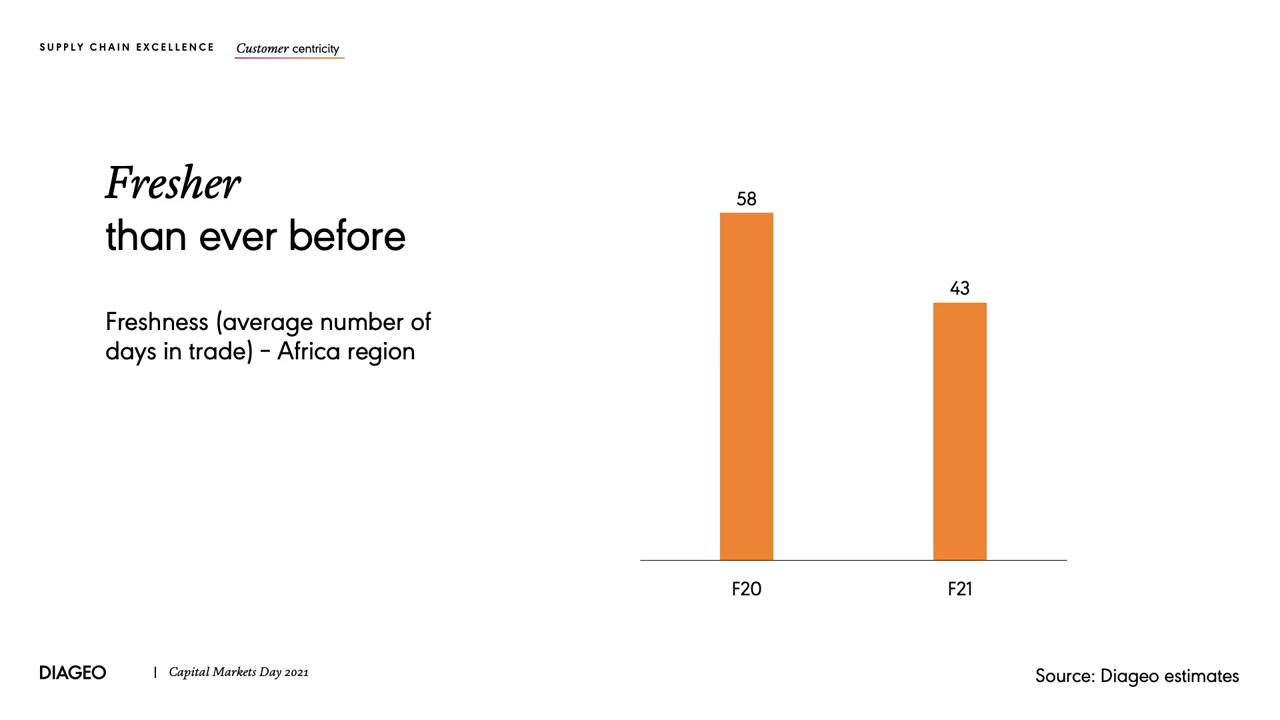 SUPPLY CHAIN EXCELLENCE Customer centricity
Fresher
than ever before
Freshness (average number of
days in trade) – Africa region
58
43
F20 F21
DIAGEO | Capital Markets Day 2021
Source: Diageo estimates